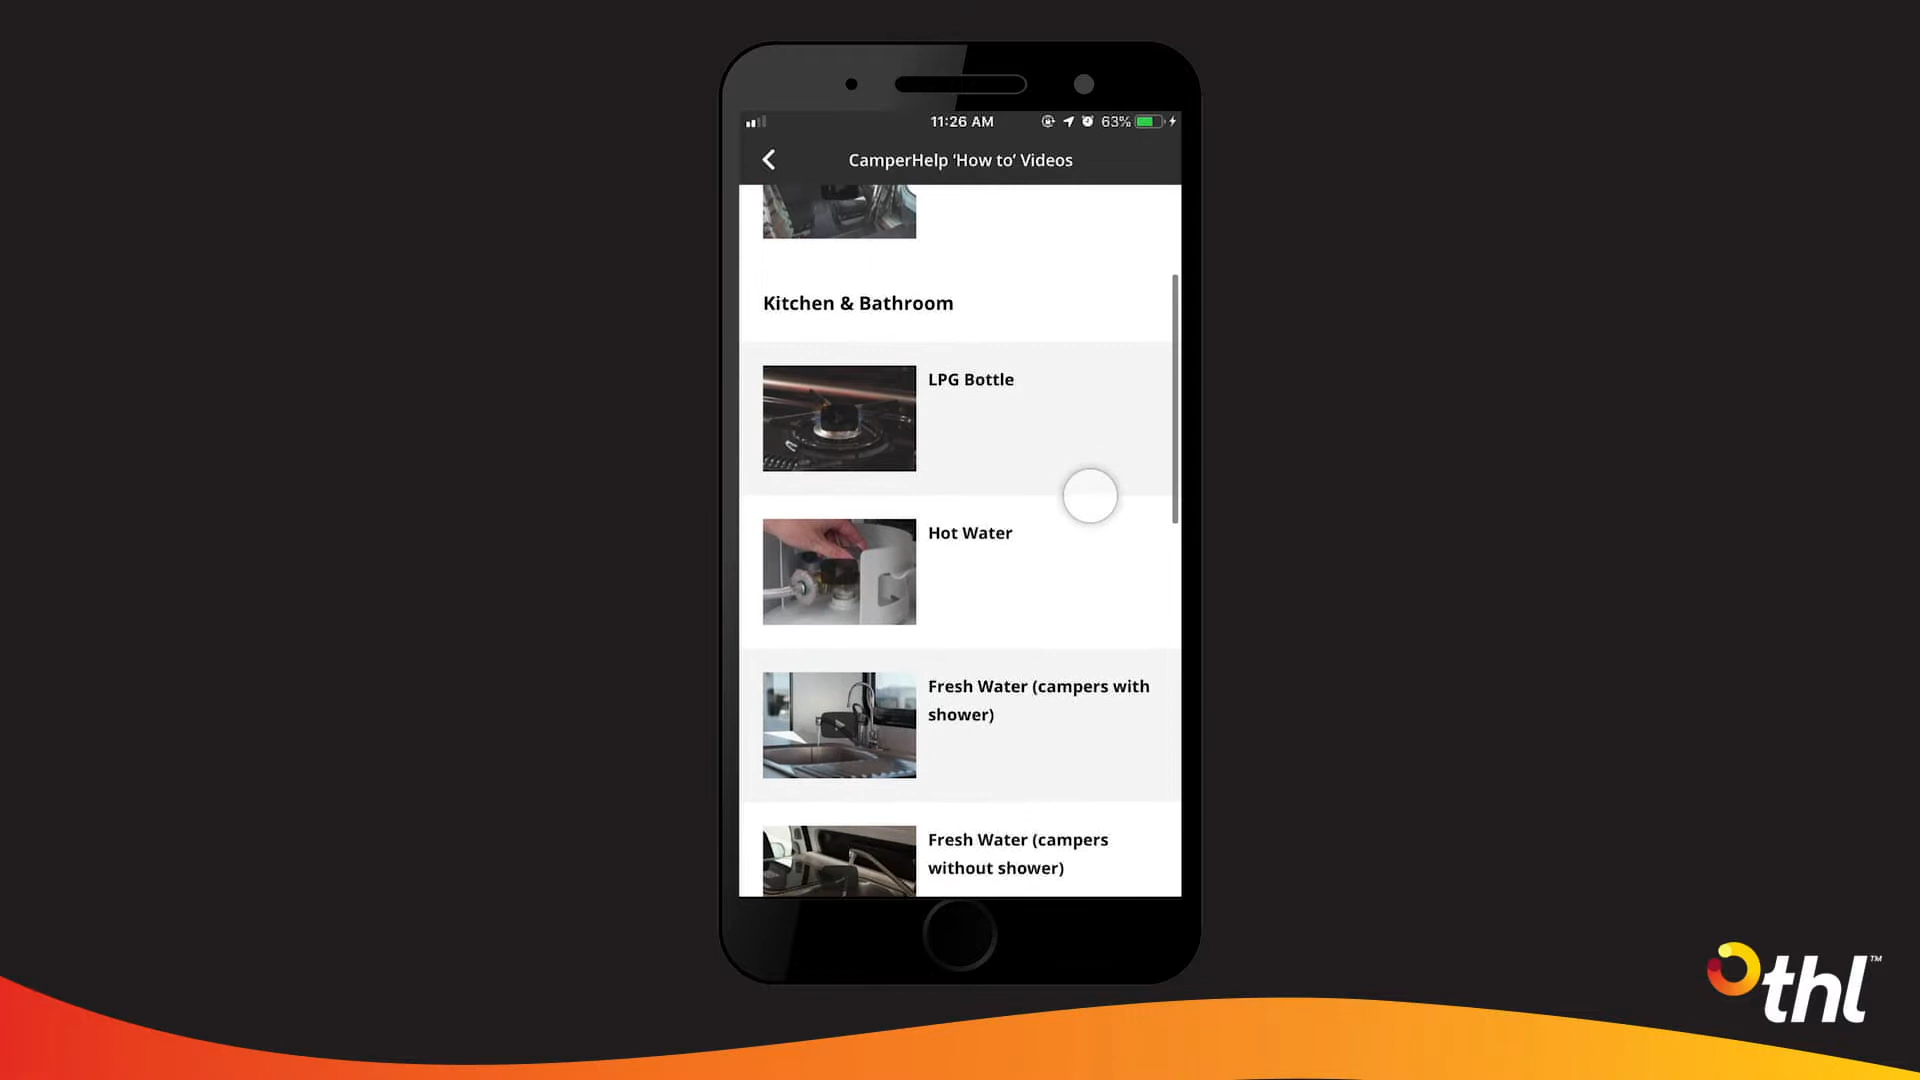 11:26 AM
63%
CamperHelp ‘How to’ Videos
Kitchen & Bathroom
LPG Bottle
Hot Water
Fresh Water (campers with
shower)
Fresh Water (campers
without shower)
thl™